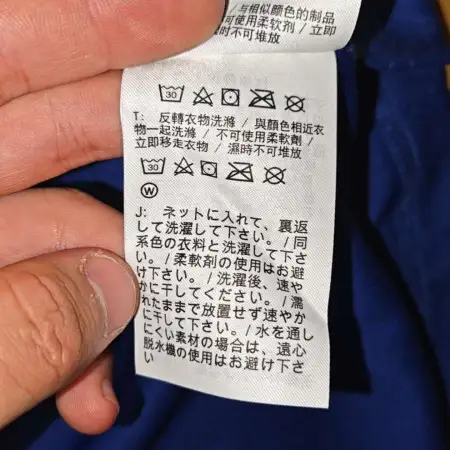 与相似颜色的制品
可使用柔软剂 / 立即
时不可堆放
30
T: 反轉衣物洗滌 / 與顏色相近衣
物一起洗滌 / 不可使用柔軟劑 /
立即移走衣物 / 濕時不可堆放
30
W
J: ネットに入れて、裏返
して洗濯して下さい。/ 同
系色の衣料と洗濯して下さ
い。/ 柔軟剤の使用はお避
け下さい。/ 洗濯後、速や
かに干してください。/ 濡
れたままで放置せず速やか
に干して下さい。/ 水を通し
にくい素材の場合は、遠心
脱水機の使用はお避け下さ
い